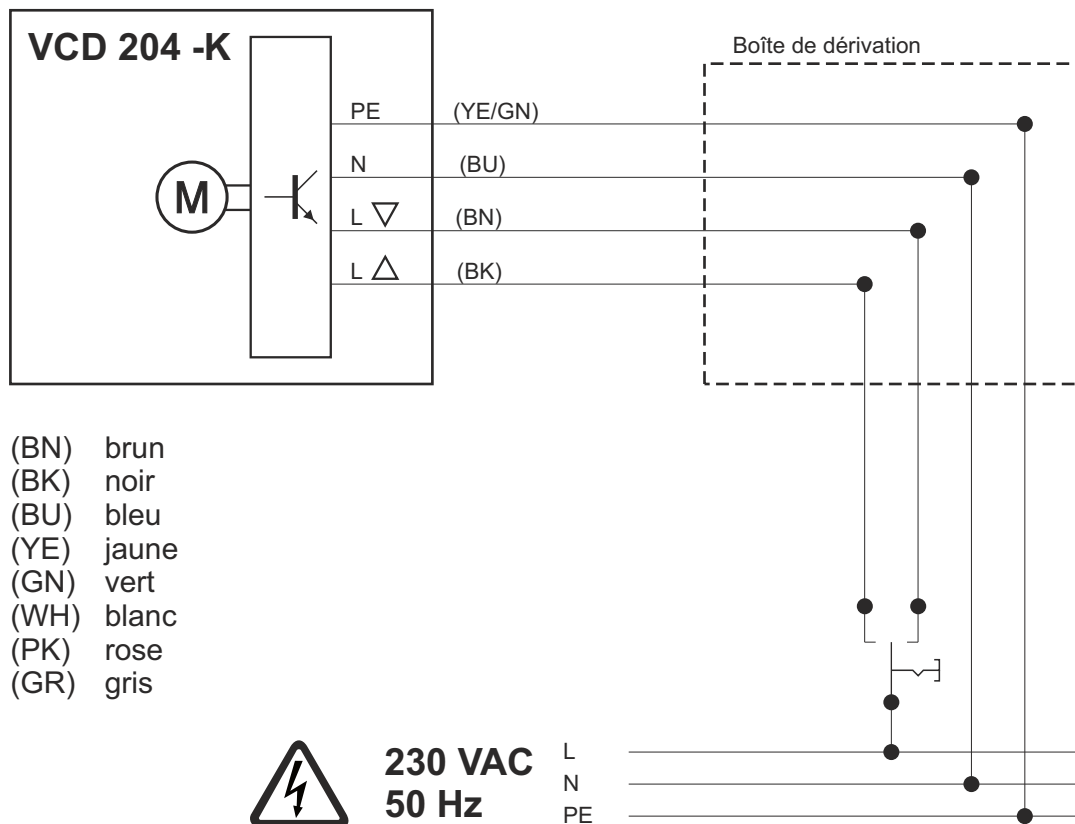 VCD 204 -K
Boîte de dérivation
PE (YE/GN)
N (BU)
M
L ▽ (BN)
L △ (BK)
(BN) brun
(BK) noir
(BU) bleu
(YE) jaune
(GN) vert
(WH) blanc
(PK) rose
(GR) gris
230 VAC
50 Hz
L
N
PE